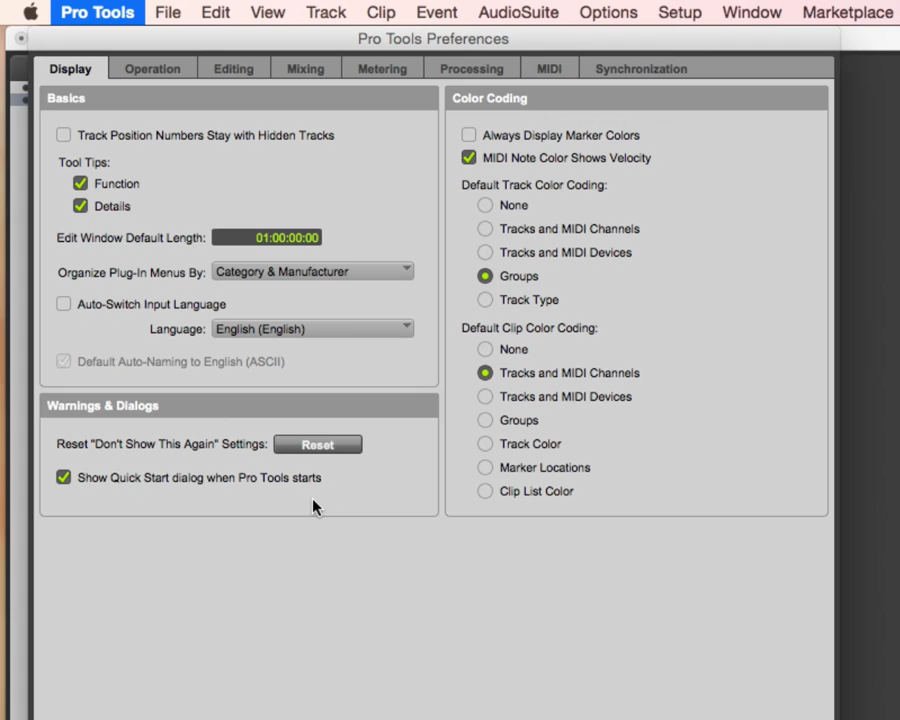 Pro Tools File Edit View Track Clip Event AudioSuite Options Setup Window Marketplace
Pro Tools Preferences
Display Operation Editing Mixing Metering Processing MIDI Synchronization
Basics
Track Position Numbers Stay with Hidden Tracks
Tool Tips:
Function
Details
Edit Window Default Length: 01:00:00:00
Organize Plug-In Menus By: Category & Manufacturer
Auto-Switch Input Language
Language: English (English)
Default Auto-Naming to English (ASCII)
Warnings & Dialogs
Reset "Don't Show This Again" Settings: Reset
Show Quick Start dialog when Pro Tools starts
Color Coding
Always Display Marker Colors
MIDI Note Color Shows Velocity
Default Track Color Coding:
None
Tracks and MIDI Channels
Tracks and MIDI Devices
Groups
Track Type
Default Clip Color Coding:
None
Tracks and MIDI Channels
Tracks and MIDI Devices
Groups
Track Color
Marker Locations
Clip List Color